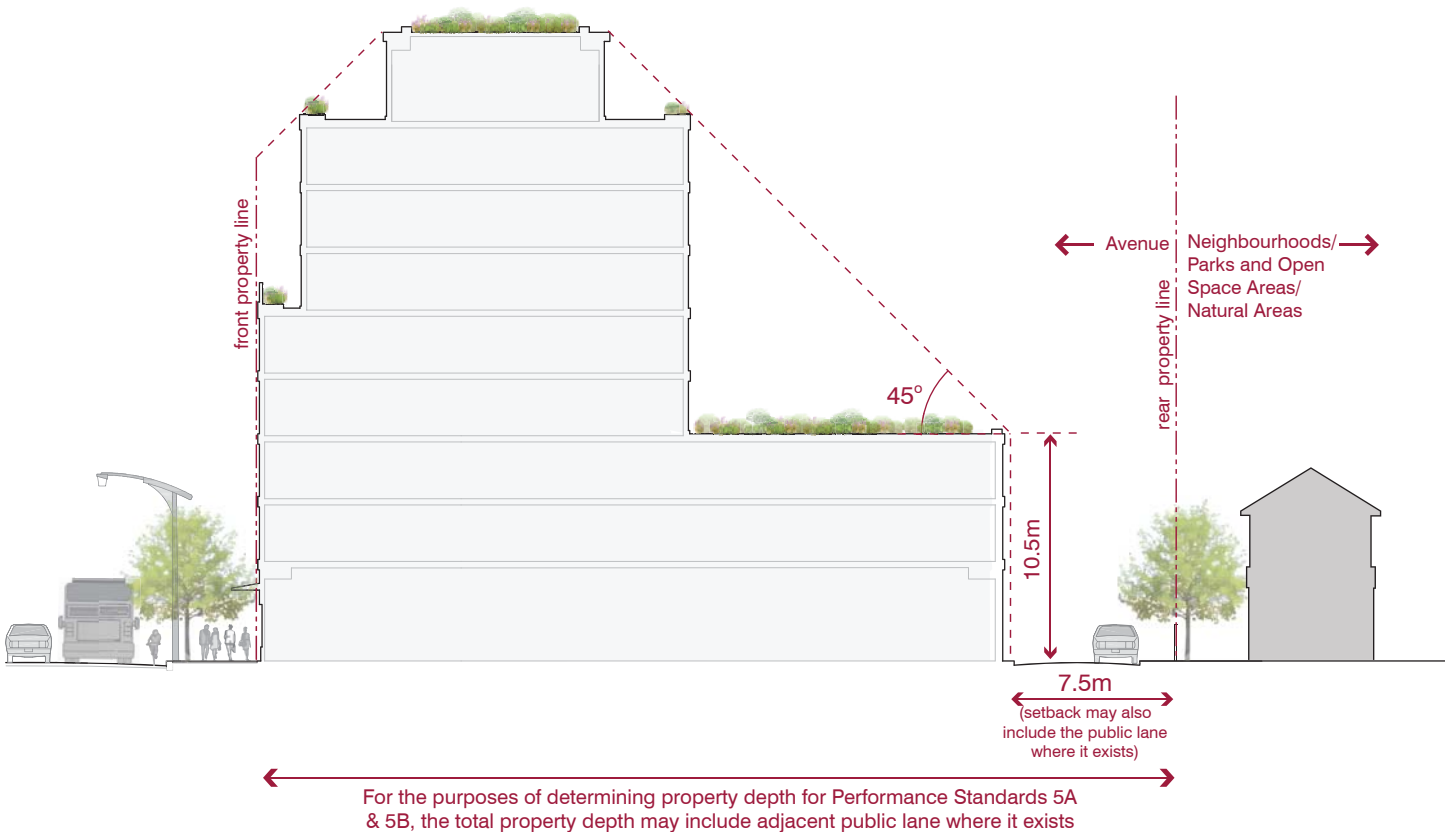 front property line
Avenue
Neighbourhoods/
Parks and Open
Space Areas/
Natural Areas
rear property line
45°
10.5m
7.5m
(setback may also
include the public lane
where it exists)
For the purposes of determining property depth for Performance Standards 5A
& 5B, the total property depth may include adjacent public lane where it exists